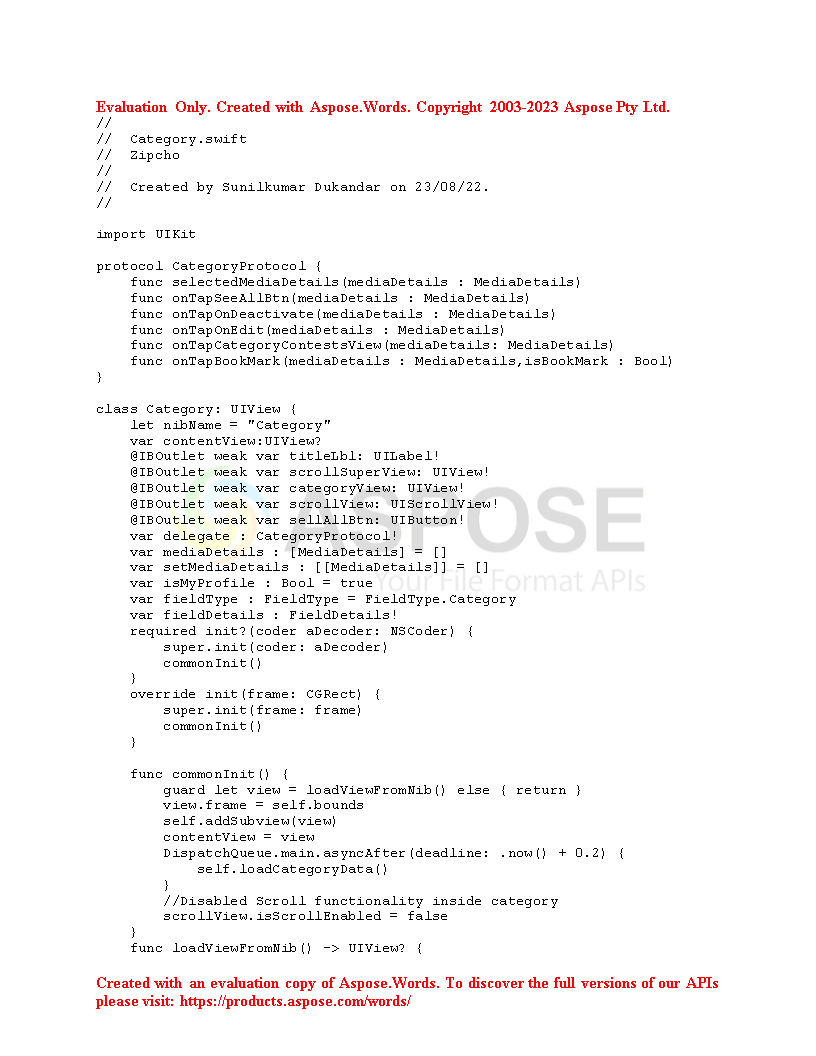 Evaluation Only. Created with Aspose.Words. Copyright 2003-2023 Aspose Pty Ltd.
//
//  Category.swift
//  Zipcho
//
//  Created by Sunilkumar Dukandar on 23/08/22.
//
import UIKit
protocol CategoryProtocol {
    func selectedMediaDetails(mediaDetails : MediaDetails)
    func onTapSeeAllBtn(mediaDetails : MediaDetails)
    func onTapOnDeactivate(mediaDetails : MediaDetails)
    func onTapOnEdit(mediaDetails : MediaDetails)
    func onTapCategoryContestsView(mediaDetails: MediaDetails)
    func onTapBookMark(mediaDetails : MediaDetails,isBookMark : Bool)
}
class Category: UIView {
    let nibName = "Category"
    var contentView:UIView?
    @IBOutlet weak var titleLbl: UILabel!
    @IBOutlet weak var scrollSuperView: UIView!
    @IBOutlet weak var categoryView: UIView!
    @IBOutlet weak var scrollView: UIScrollView!
    @IBOutlet weak var sellAllBtn: UIButton!
    var delegate : CategoryProtocol!
    var mediaDetails : [MediaDetails] = []
    var setMediaDetails : [[MediaDetails]] = []
    var isMyProfile : Bool = true
    var fieldType : FieldType = FieldType.Category
    var fieldDetails : FieldDetails!
    required init?(coder aDecoder: NSCoder) {
        super.init(coder: aDecoder)
        commonInit()
    }
    override init(frame: CGRect) {
        super.init(frame: frame)
        commonInit()
    }
    func commonInit() {
        guard let view = loadViewFromNib() else { return }
        view.frame = self.bounds
        self.addSubview(view)
        contentView = view
        DispatchQueue.main.asyncAfter(deadline: .now() + 0.2) {
            self.loadCategoryData()
        }
        //Disabled Scroll functionality inside category
        scrollView.isScrollEnabled = false
    }
    func loadViewFromNib() -> UIView? {
ASPOSE
Your File Format APIs
Created with an evaluation copy of Aspose.Words. To discover the full versions of our APIs
please visit: https://products.aspose.com/words/